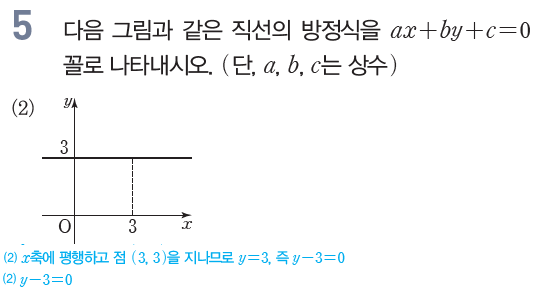 5 다음 그림과 같은 직선의 방정식을 ax+by+c=0
꼴로 나타내시오. (단, a, b, c는 상수)
(2)
y
3
O 3 x
(2) x축에 평행하고 점 (3, 3)을 지나므로 y=3, 즉 y-3=0
(2) y-3=0